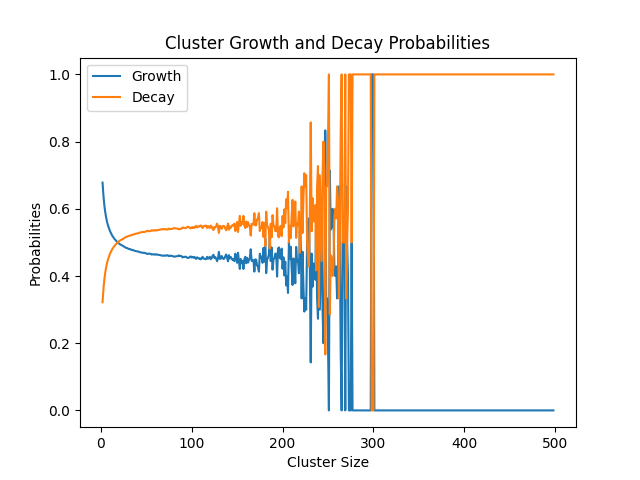 Cluster Growth and Decay Probabilities
Growth
Decay
Probabilities
1.0
0.8
0.6
0.4
0.2
0.0
0
100
200
300
400
500
Cluster Size